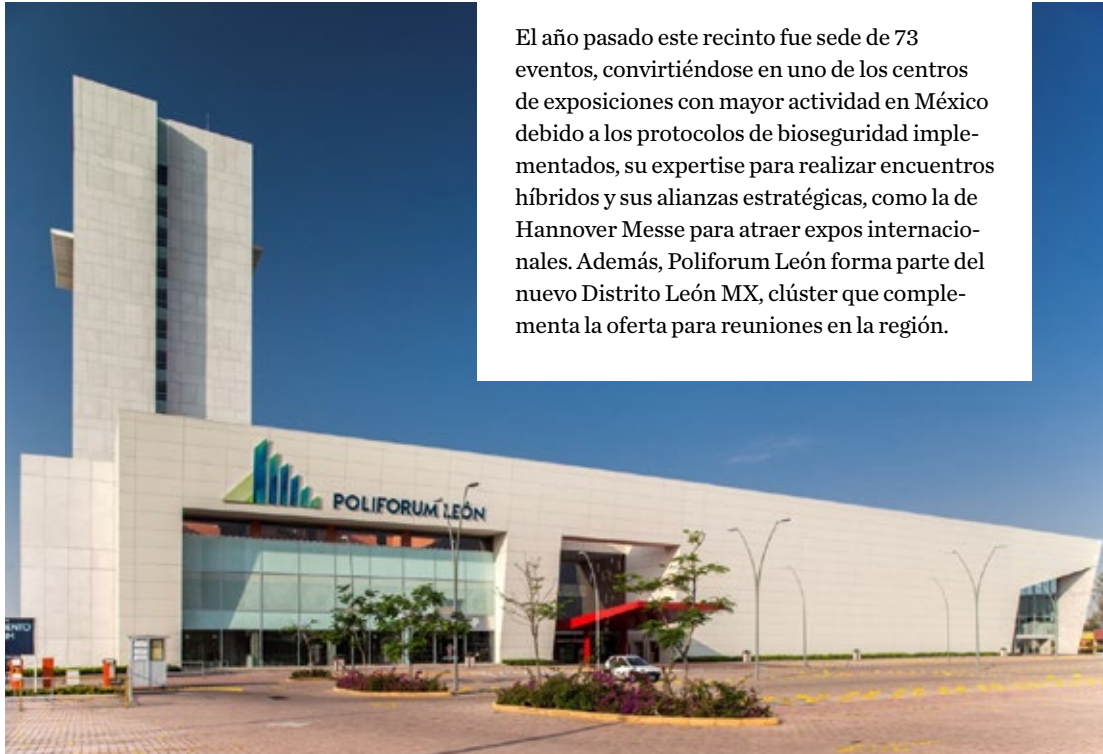 El año pasado este recinto fue sede de 73
eventos, convirtiéndose en uno de los centros
de exposiciones con mayor actividad en México
debido a los protocolos de bioseguridad imple-
mentados, su expertise para realizar encuentros
híbridos y sus alianzas estratégicas, como la de
Hannover Messe para atraer expos internacio-
nales. Además, Poliforum León forma parte del
nuevo Distrito León MX, clúster que comple-
menta la oferta para reuniones en la región.
POLIFORUM LEÓN